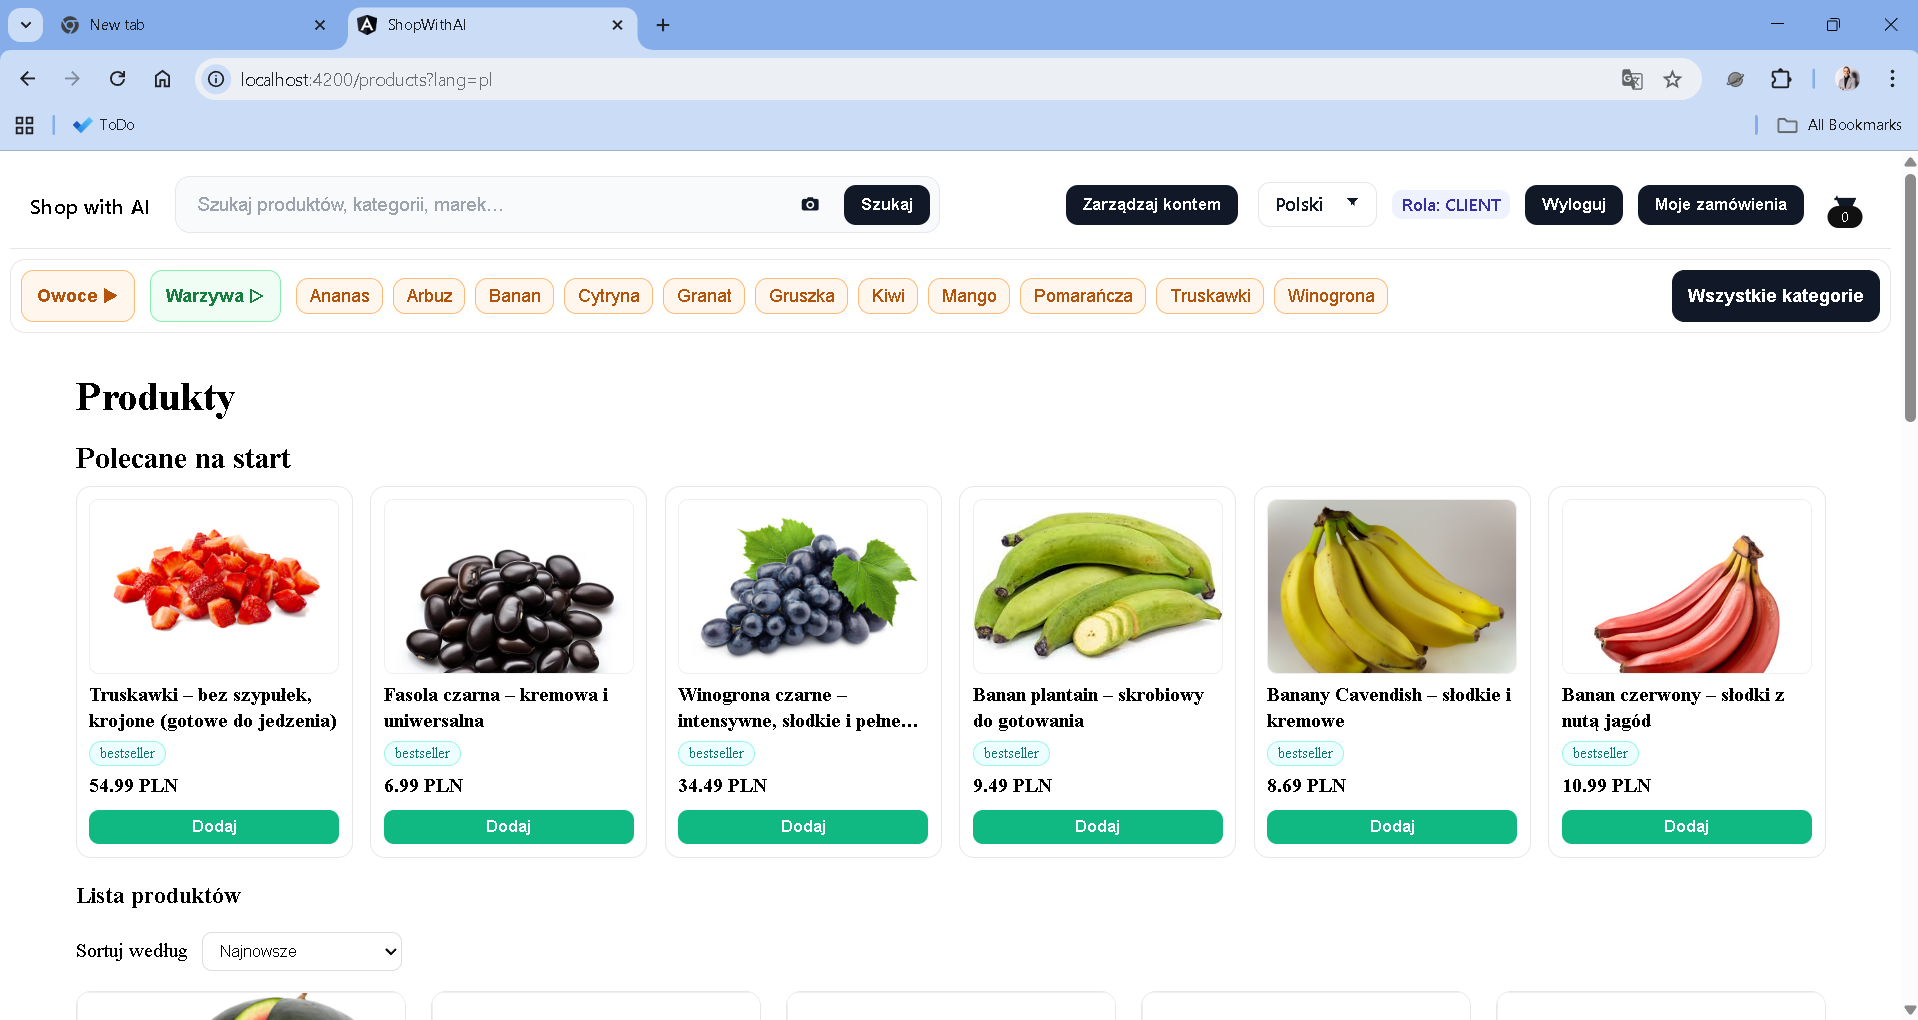 New tab
ShopWithAI
localhost:4200/products?lang=pl
ToDo
All Bookmarks
Shop with AI
Szukaj produktów, kategorii, marek...
Szukaj
Zarządzaj kontem
Polski
Rola: CLIENT
Wyloguj
Moje zamówienia
0
Owoce
Warzywa
Ananas
Arbuz
Banan
Cytryna
Granat
Gruszka
Kiwi
Mango
Pomarańcza
Truskawki
Winogrona
Wszystkie kategorie
Produkty
Polecane na start
Truskawki – bez szypułek,
krojone (gotowe do jedzenia)
bestseller
54.99 PLN
Dodaj
Fasola czarna – kremowa i
uniwersalna
bestseller
6.99 PLN
Dodaj
Winogrona czarne –
intensywne, słodkie i pełne...
bestseller
34.49 PLN
Dodaj
Banan plantain – skrobiowy
do gotowania
bestseller
9.49 PLN
Dodaj
Banany Cavendish – słodkie i
kremowe
bestseller
8.69 PLN
Dodaj
Banan czerwony – słodki z
nutą jagód
bestseller
10.99 PLN
Dodaj
Lista produktów
Sortuj według
Najnowsze